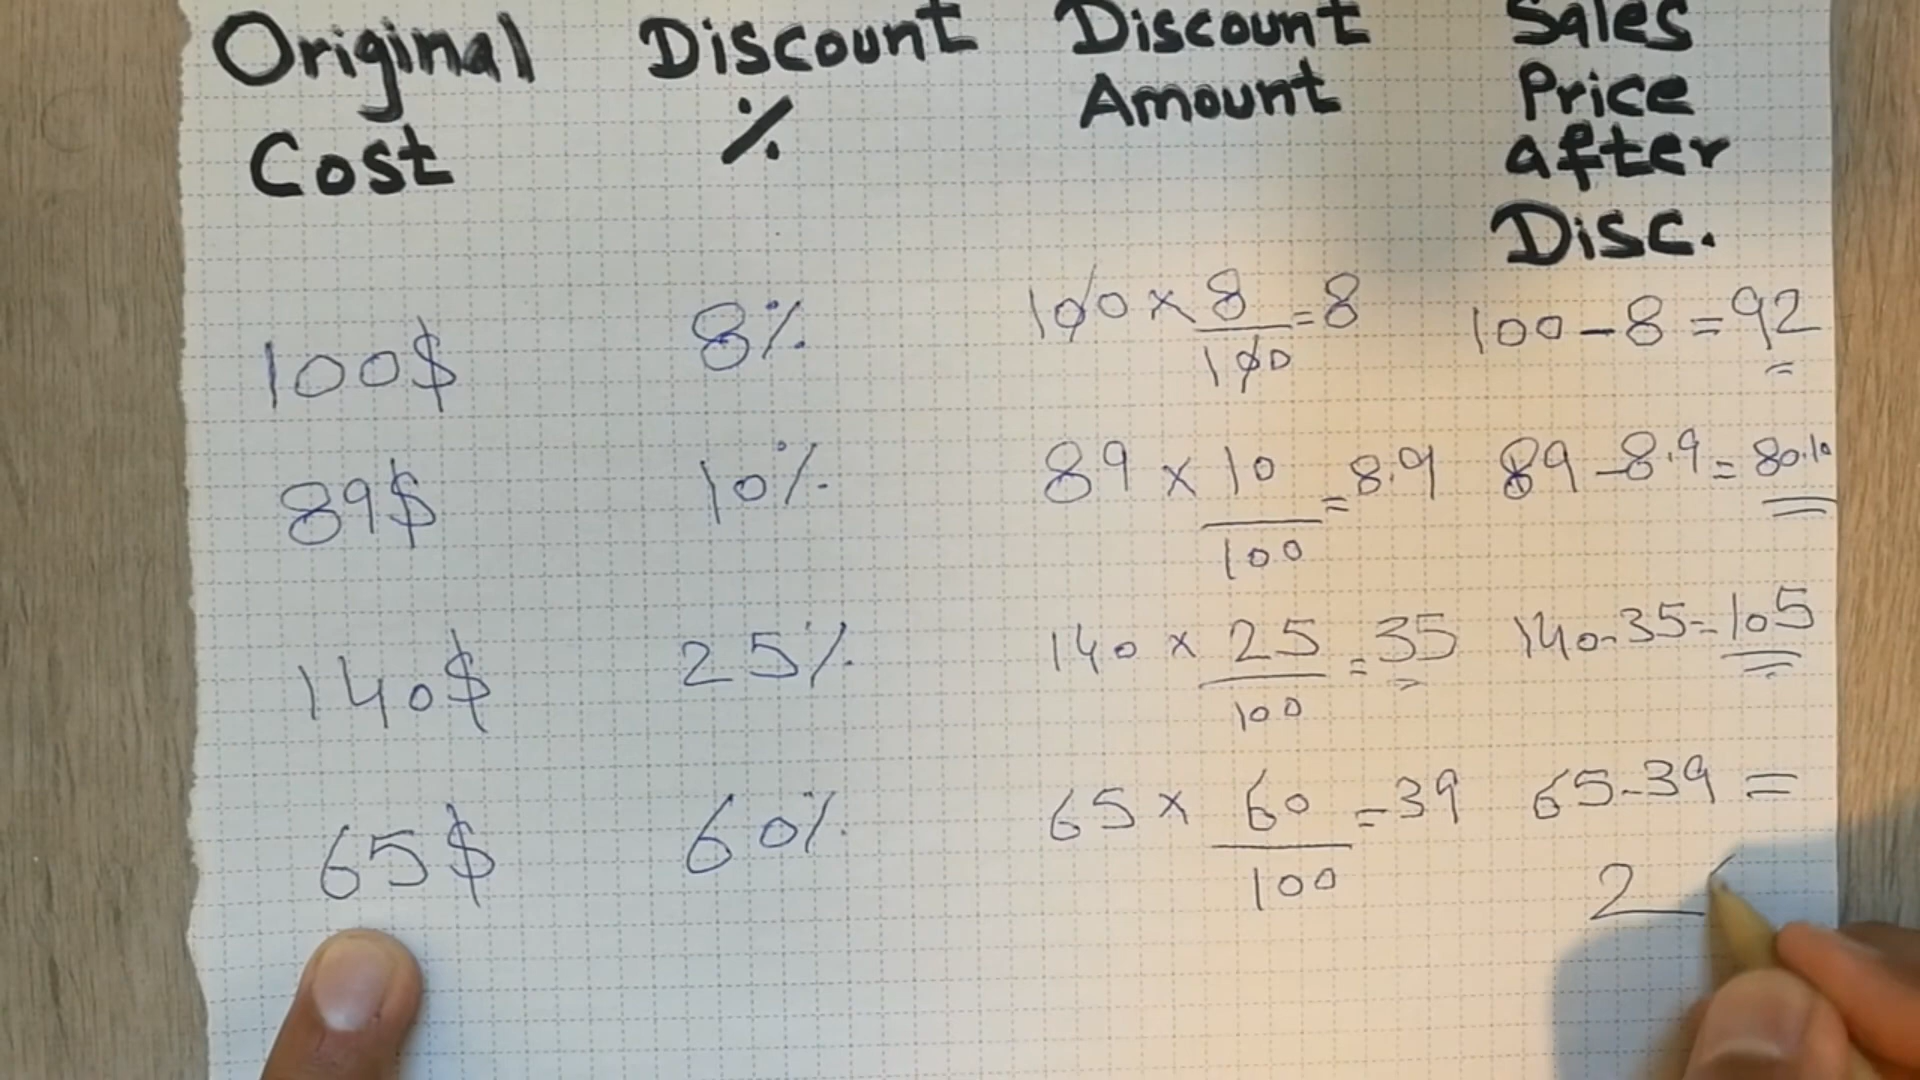 Original Cost
Discount %
Discount Amount
Sales Price after Disc.
100$ 8% 100 × 8/100 = 8 100 - 8 = 92
89$ 10% 89 × 10/100 = 8.9 89 - 8.9 = 80.10
140$ 25% 140 × 25/100 = 35 140 - 35 = 105
65$ 60% 65 × 60/100 = 39 65 - 39 =
2